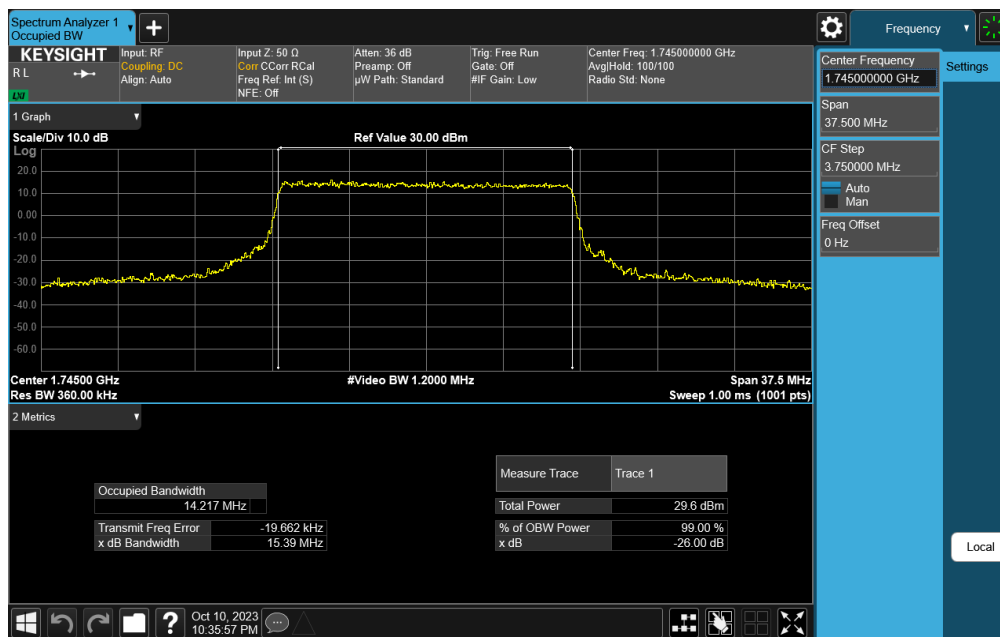 Spectrum Analyzer 1
Occupied BW
Frequency
KEYSIGHT
R L
LXI
Input: RF
Coupling: DC
Align: Auto
Input Z: 50 Ω
Corr CCorr RCal
Freq Ref: Int (S)
NFE: Off
Atten: 36 dB
Preamp: Off
µW Path: Standard
Trig: Free Run
Gate: Off
#IF Gain: Low
Center Freq: 1.745000000 GHz
Avg|Hold: 100/100
Radio Std: None
Center Frequency
1.745000000 GHz
Settings
Span
37.500 MHz
CF Step
3.750000 MHz
Auto
Man
Freq Offset
0 Hz
Local
1 Graph
Scale/Div 10.0 dB
Ref Value 30.00 dBm
Log
20.0
10.0
0.00
-10.0
-20.0
-30.0
-40.0
-50.0
-60.0
Center 1.74500 GHz
#Video BW 1.2000 MHz
Span 37.5 MHz
Res BW 360.00 kHz
Sweep 1.00 ms (1001 pts)
2 Metrics
Occupied Bandwidth
14.217 MHz
Transmit Freq Error -19.662 kHz
x dB Bandwidth 15.39 MHz
Measure Trace Trace 1
Total Power 29.6 dBm
% of OBW Power 99.00 %
x dB -26.00 dB
Oct 10, 2023
10:35:57 PM